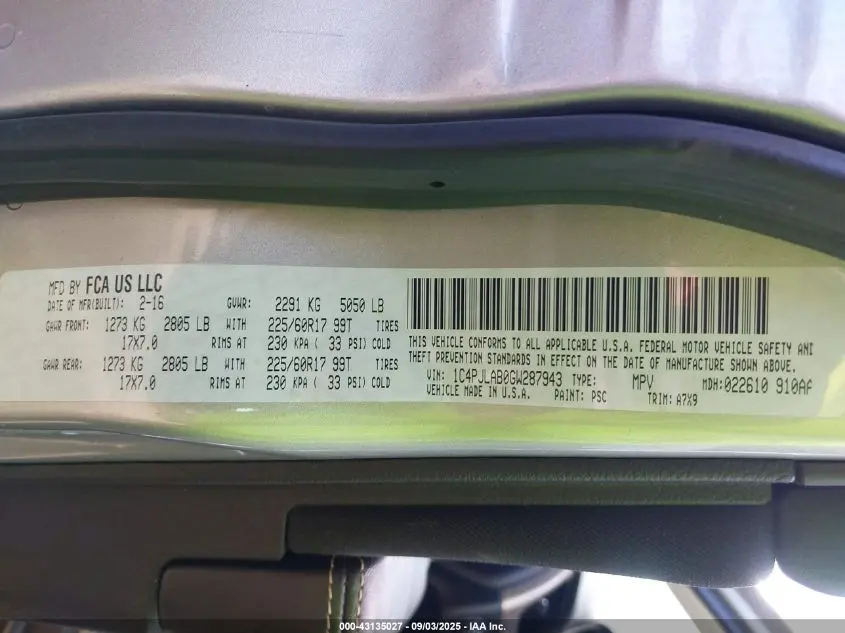 MFD BY FCA US LLC
DATE OF MFR(BUILT): 2-16 GVWR: 2291 KG 5050 LB
GAWR FRONT: 1273 KG 2805 LB WITH 225/60R17 99T TIRES
17X7.0 RIMS AT 230 KPA ( 33 PSI) COLD
GAWR REAR: 1273 KG 2805 LB WITH 225/60R17 99T TIRES
17X7.0 RIMS AT 230 KPA ( 33 PSI) COLD
THIS VEHICLE CONFORMS TO ALL APPLICABLE U.S.A. FEDERAL MOTOR VEHICLE SAFETY AND
THEFT PREVENTION STANDARDS IN EFFECT ON THE DATE OF MANUFACTURE SHOWN ABOVE.
VIN: 1C4PJLAB0GW287943 TYPE: MPV MDH: 022610 910AA
VEHICLE MADE IN U.S.A. PAINT: PSC TRIM: A7X9
000-43135027 - 09/03/2025 - IAA Inc.